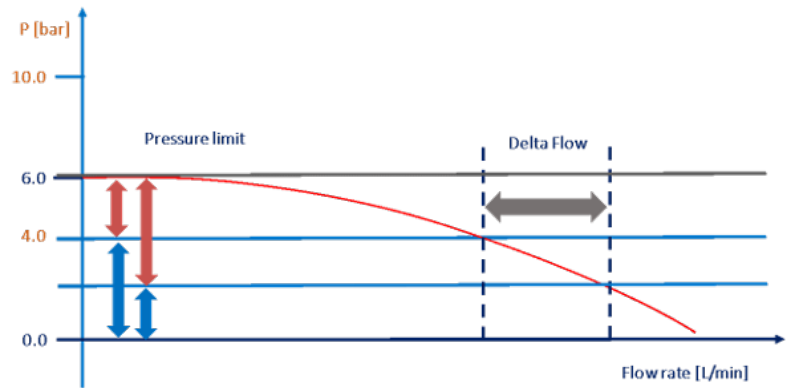 P [bar]
10.0
Pressure limit
Delta Flow
6.0
4.0
0.0
Flow rate [L/min]